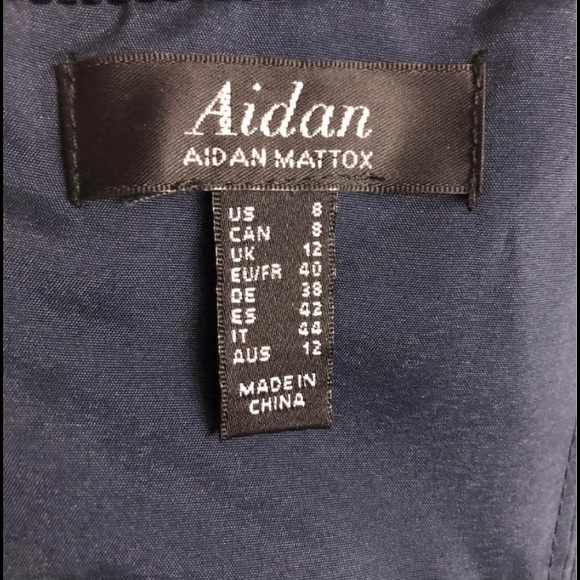 Aidan
AIDAN MATTOX
US 8
CAN 8
UK 12
EU/FR 40
DE 38
ES 42
IT 44
AUS 12
MADE IN
CHINA